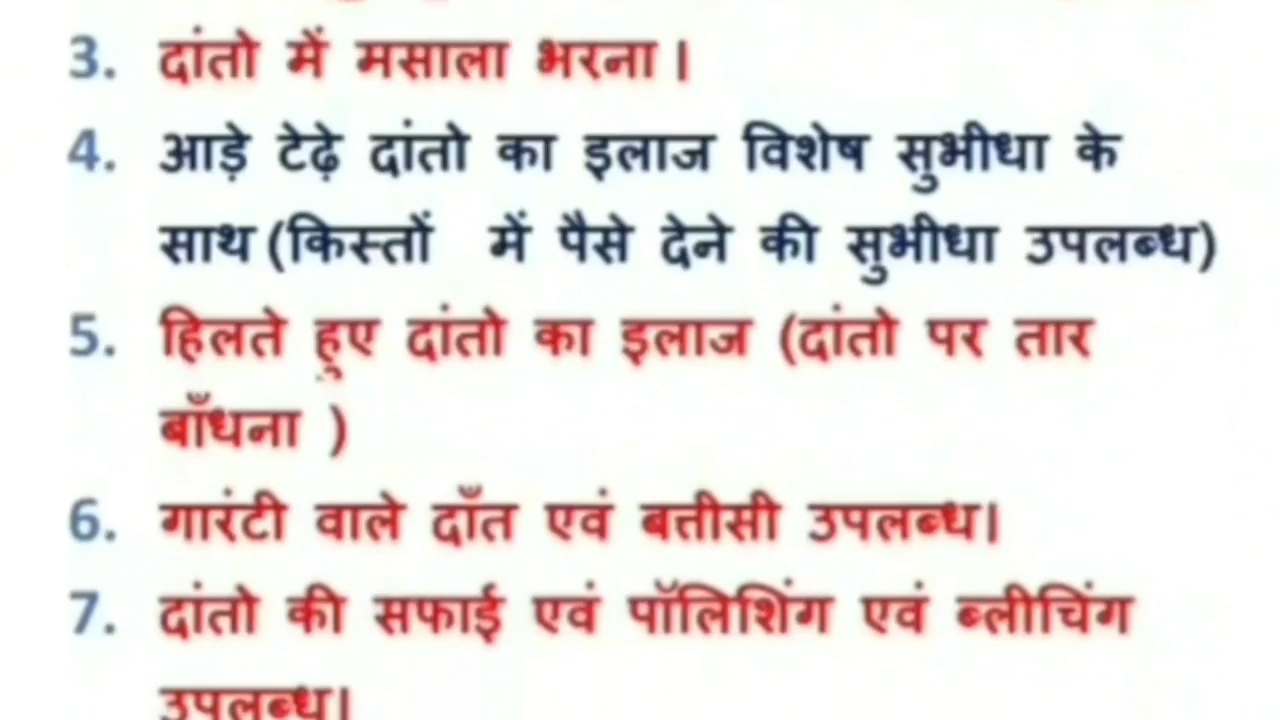 3. दांतो में मसाला भरना।
4. आड़े टेढ़े दांतो का इलाज विशेष सुभीधा के
साथ (किस्तों में पैसे देने की सुभीधा उपलब्ध)
5. हिलते हुए दांतो का इलाज (दांतो पर तार
बाँधना )
6. गारंटी वाले दाँत एवं बत्तीसी उपलब्ध।
7. दांतो की सफाई एवं पॉलिशिंग एवं ब्लीचिंग
उपलब्ध।